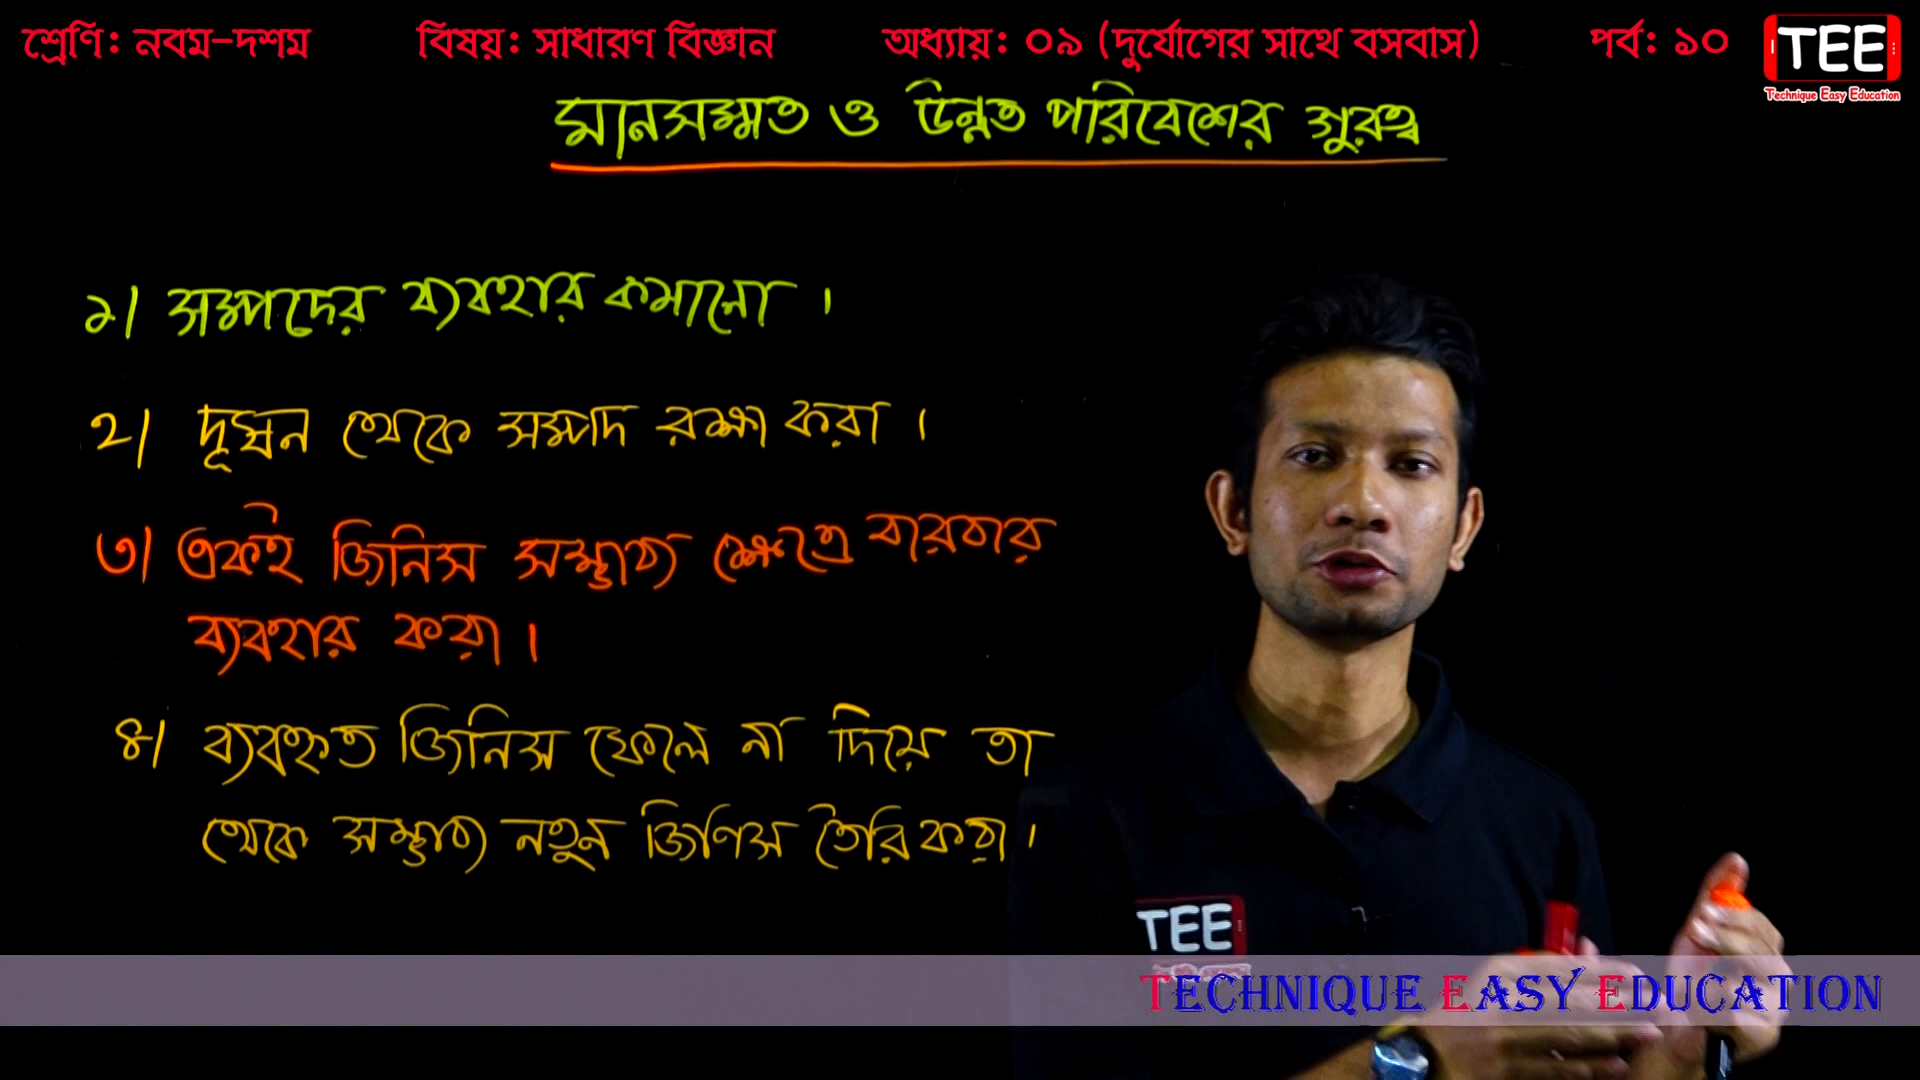 শ্রেণি: নবম-দশম বিষয়: সাধারণ বিজ্ঞান অধ্যায়: ০৯ (দুর্যোগের সাথে বসবাস) পর্ব: ১০
TEE
Technique Easy Education
মানসম্মত ও উন্নত পরিবেশের গুরুত্ব
১। সম্পদের ব্যবহার কমানো।
২। দূষন থেকে সম্পদ রক্ষা করা।
৩। একই জিনিস সম্ভাব্য ক্ষেত্রে বারবার
ব্যবহার করা।
৪। ব্যবহৃত জিনিস ফেলে না দিয়ে তা
থেকে সম্ভাব্য নতুন জিণিস তৈরি করা।
TEE
TECHNIQUE EASY EDUCATION